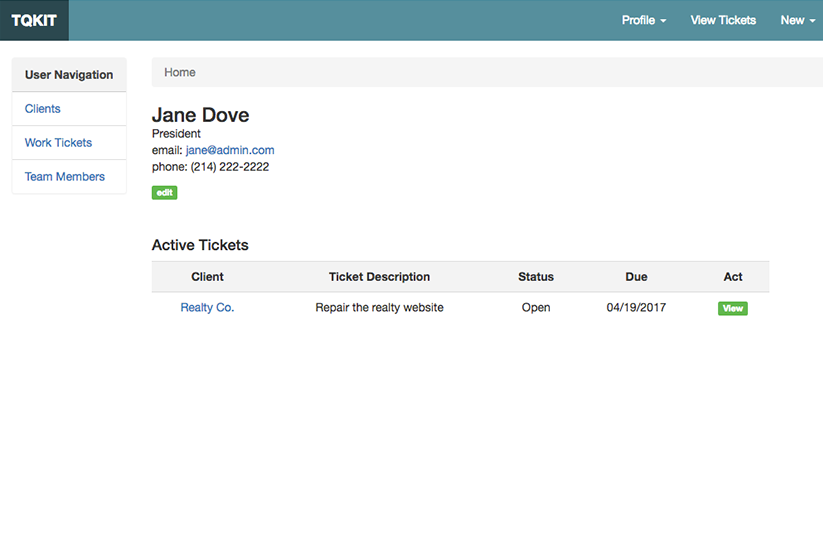 TQKIT
Profile
View Tickets
New
User Navigation
Clients
Work Tickets
Team Members
Home
Jane Dove
President
email: jane@admin.com
phone: (214) 222-2222
edit
Active Tickets
Client Ticket Description Status Due Act
Realty Co. Repair the realty website Open 04/19/2017 View